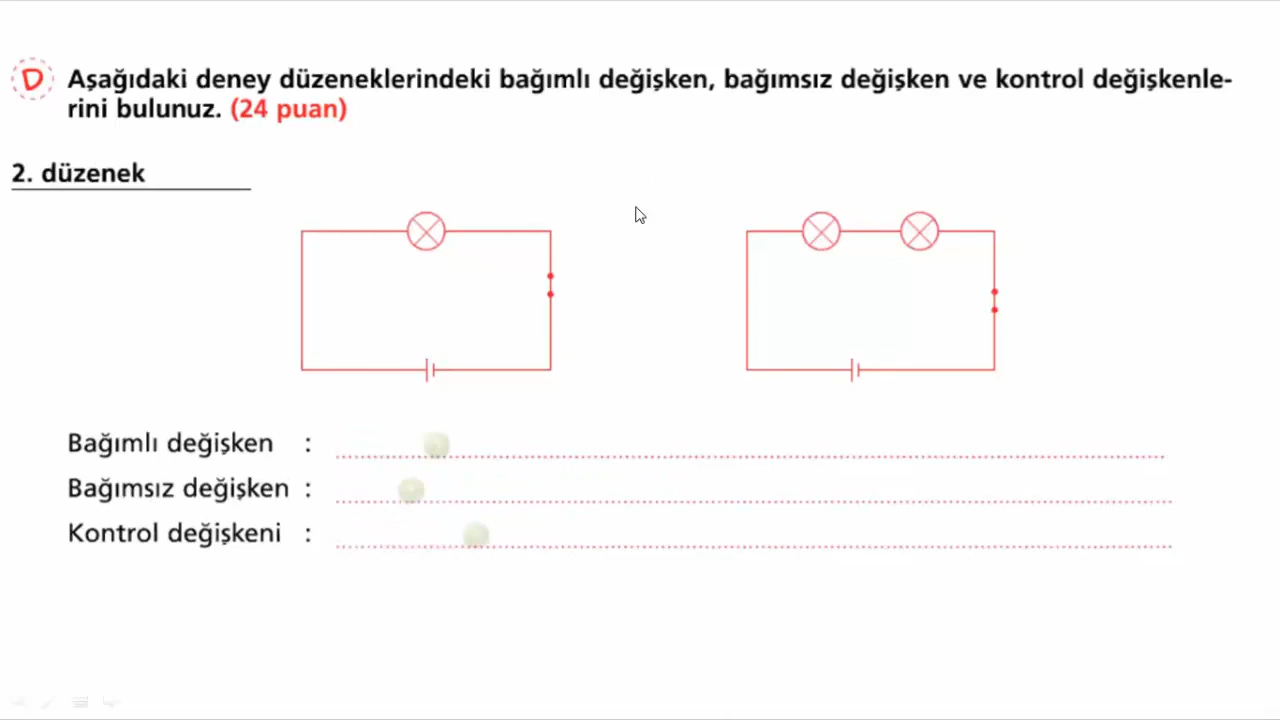 D Aşağıdaki deney düzeneklerindeki bağımlı değişken, bağımsız değişken ve kontrol değişkenle-
rini bulunuz. (24 puan)
2. düzenek
Bağımlı değişken :
Bağımsız değişken :
Kontrol değişkeni :